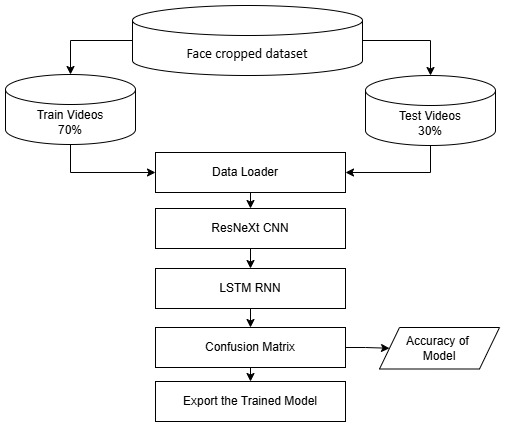 Face cropped dataset
Train Videos
70%
Test Videos
30%
Data Loader
ResNeXt CNN
LSTM RNN
Confusion Matrix
Accuracy of
Model
Export the Trained Model